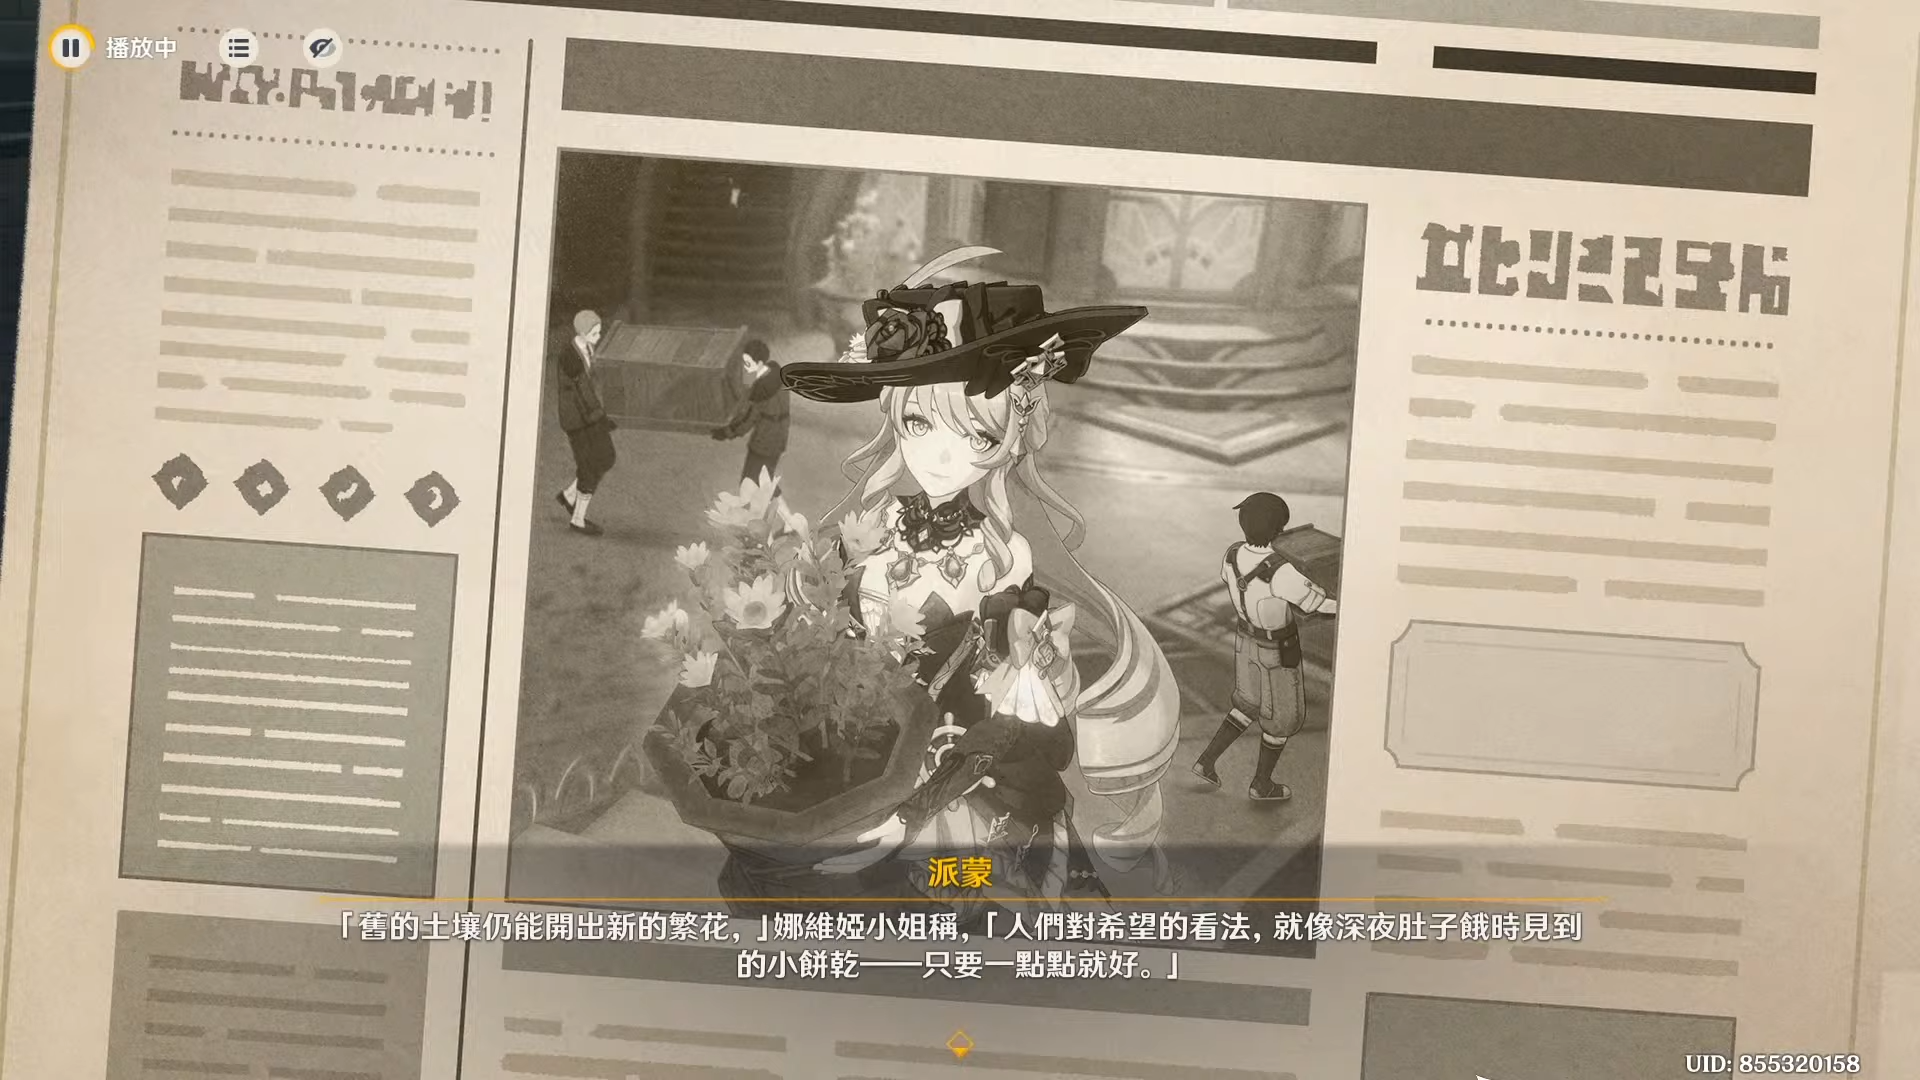 播放中
派蒙
「舊的土壤仍能開出新的繁花，」娜維婭小姐稱，「人們對希望的看法，就像深夜肚子餓時見到
的小餅乾——只要一點點就好。」
UID: 855320158